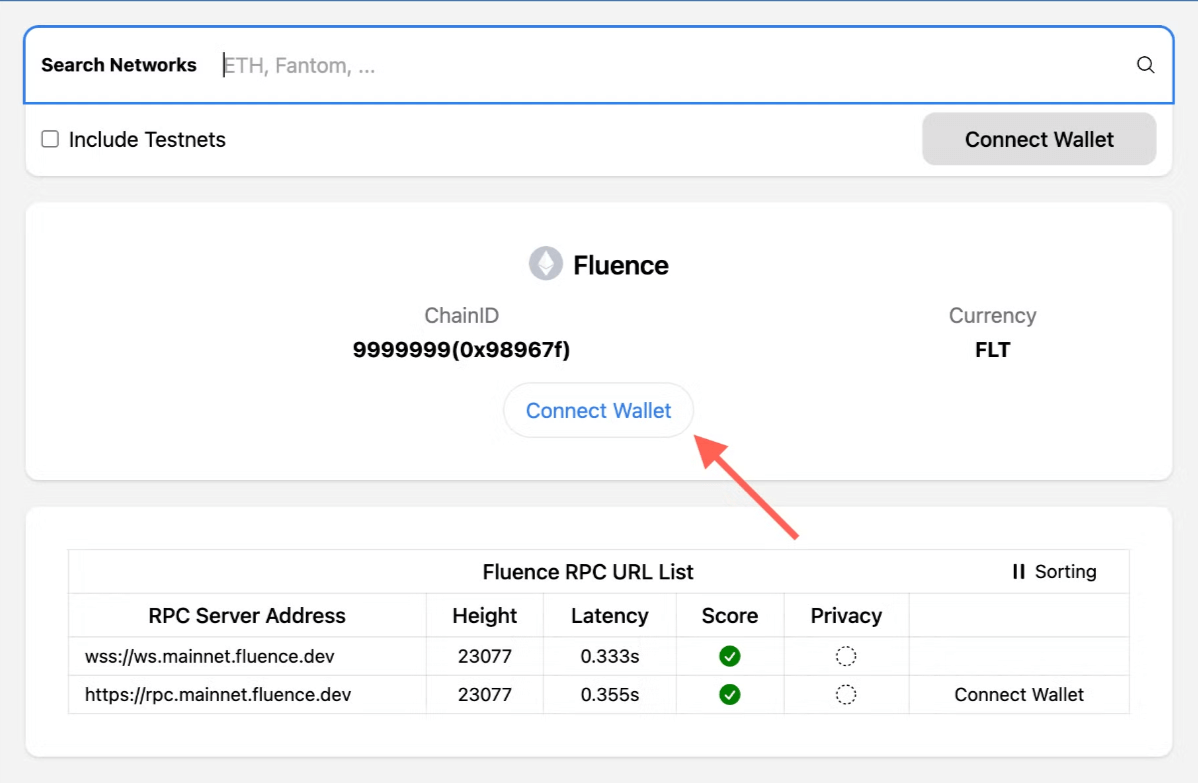 Search Networks ETH, Fantom, ...
Include Testnets Connect Wallet
Fluence
ChainID Currency
9999999(0x98967f) FLT
Connect Wallet
Fluence RPC URL List Sorting
RPC Server Address Height Latency Score Privacy
wss://ws.mainnet.fluence.dev 23077 0.333s
https://rpc.mainnet.fluence.dev 23077 0.355s Connect Wallet